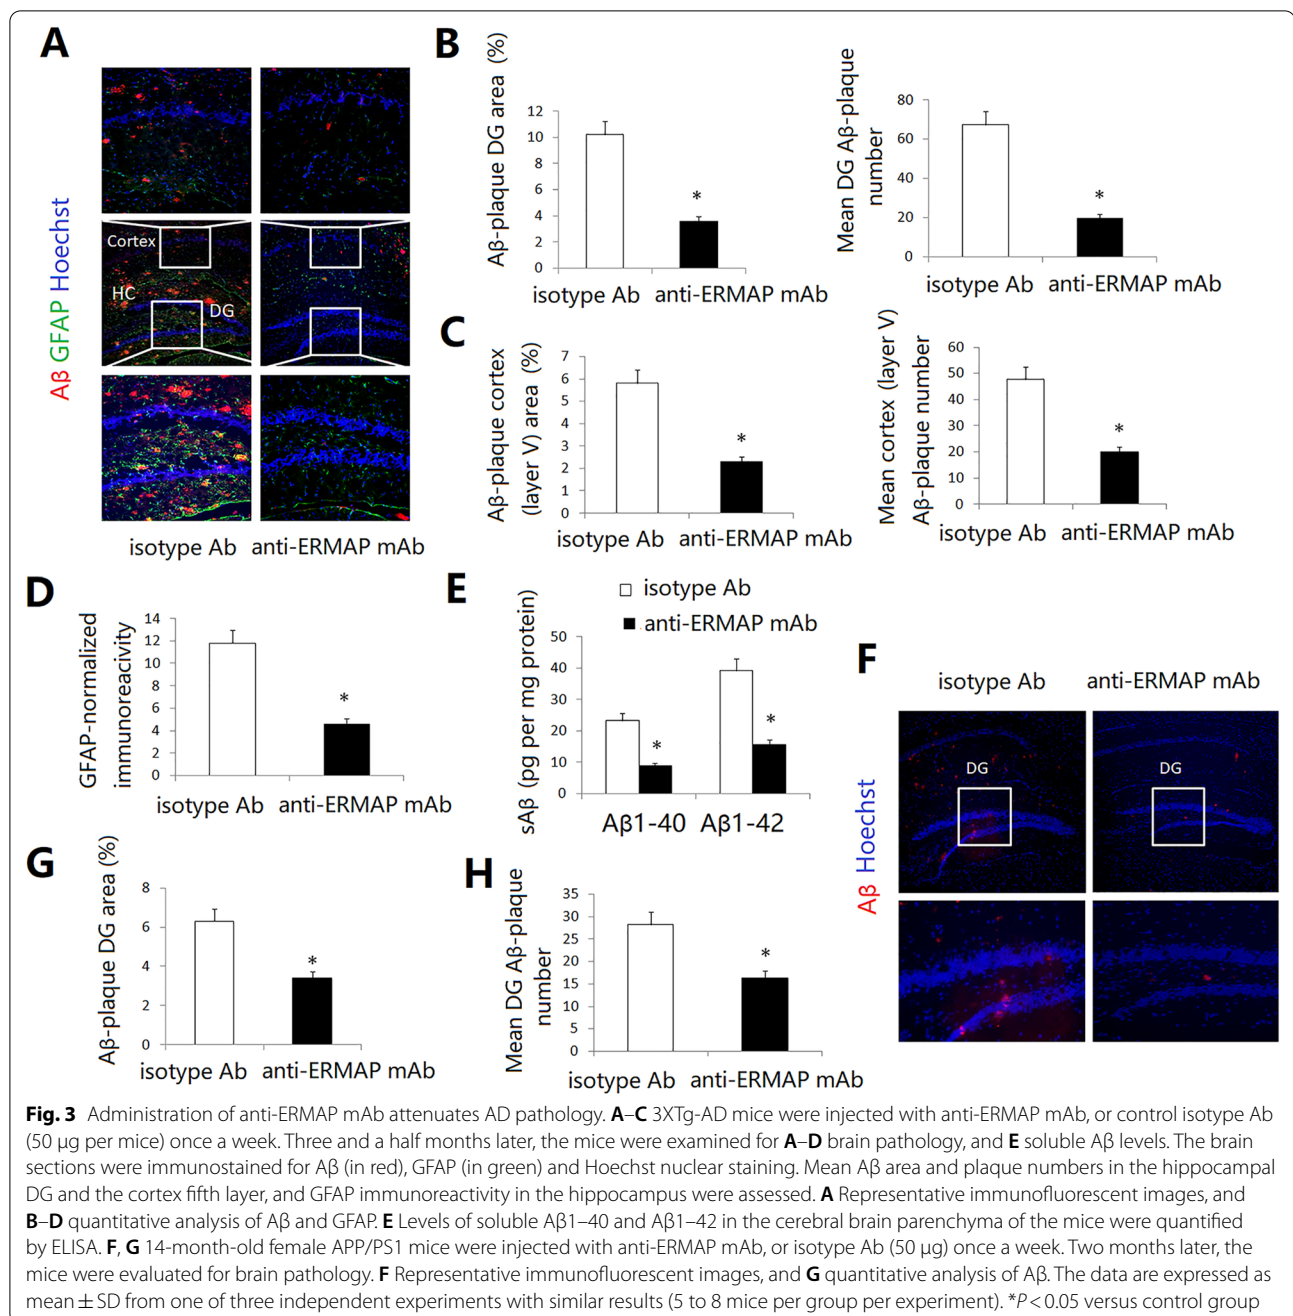 A
Aβ GFAP Hoechst
Cortex
HC
DG
isotype Ab
anti-ERMAP mAb
B
Aβ-plaque DG area (%)
12
10
8
6
4
2
0
isotype Ab
anti-ERMAP mAb
*
Mean DG Aβ-plaque
number
80
60
40
20
0
isotype Ab
anti-ERMAP mAb
*
C
Aβ-plaque cortex
(layer V) area (%)
7
6
5
4
3
2
1
0
isotype Ab
anti-ERMAP mAb
*
Mean cortex (layer V)
Aβ-plaque number
60
50
40
30
20
10
0
isotype Ab
anti-ERMAP mAb
*
D
GFAP-normalized
immunoreacivity
14
12
10
8
6
4
2
0
isotype Ab
anti-ERMAP mAb
*
E
isotype Ab
anti-ERMAP mAb
sAβ (pg per mg protein)
50
40
30
20
10
0
Aβ1-40
Aβ1-42
*
*
F
isotype Ab
anti-ERMAP mAb
Aβ Hoechst
DG
DG
G
Aβ-plaque DG area (%)
8
6
4
2
0
isotype Ab
anti-ERMAP mAb
*
H
Mean DG Aβ-plaque
number
35
30
25
20
15
10
5
0
isotype Ab
anti-ERMAP mAb
*
Fig. 3 Administration of anti-ERMAP mAb attenuates AD pathology. A–C 3XTg-AD mice were injected with anti-ERMAP mAb, or control isotype Ab
(50 μg per mice) once a week. Three and a half months later, the mice were examined for A–D brain pathology, and E soluble Aβ levels. The brain
sections were immunostained for Aβ (in red), GFAP (in green) and Hoechst nuclear staining. Mean Aβ area and plaque numbers in the hippocampal
DG and the cortex fifth layer, and GFAP immunoreactivity in the hippocampus were assessed. A Representative immunofluorescent images, and
B–D quantitative analysis of Aβ and GFAP. E Levels of soluble Aβ1–40 and Aβ1–42 in the cerebral brain parenchyma of the mice were quantified
by ELISA. F, G 14-month-old female APP/PS1 mice were injected with anti-ERMAP mAb, or isotype Ab (50 μg) once a week. Two months later, the
mice were evaluated for brain pathology. F Representative immunofluorescent images, and G quantitative analysis of Aβ. The data are expressed as
mean ± SD from one of three independent experiments with similar results (5 to 8 mice per group per experiment). *P < 0.05 versus control group